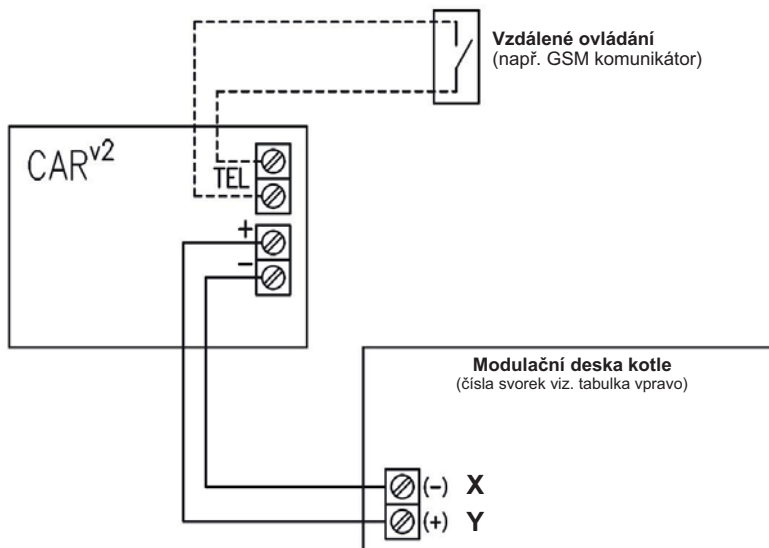 Vzdálené ovládání
(např. GSM komunikátor)
CARv2
TEL
+
−
Modulační deska kotle
(čísla svorek viz. tabulka vpravo)
(−) X
(+) Y